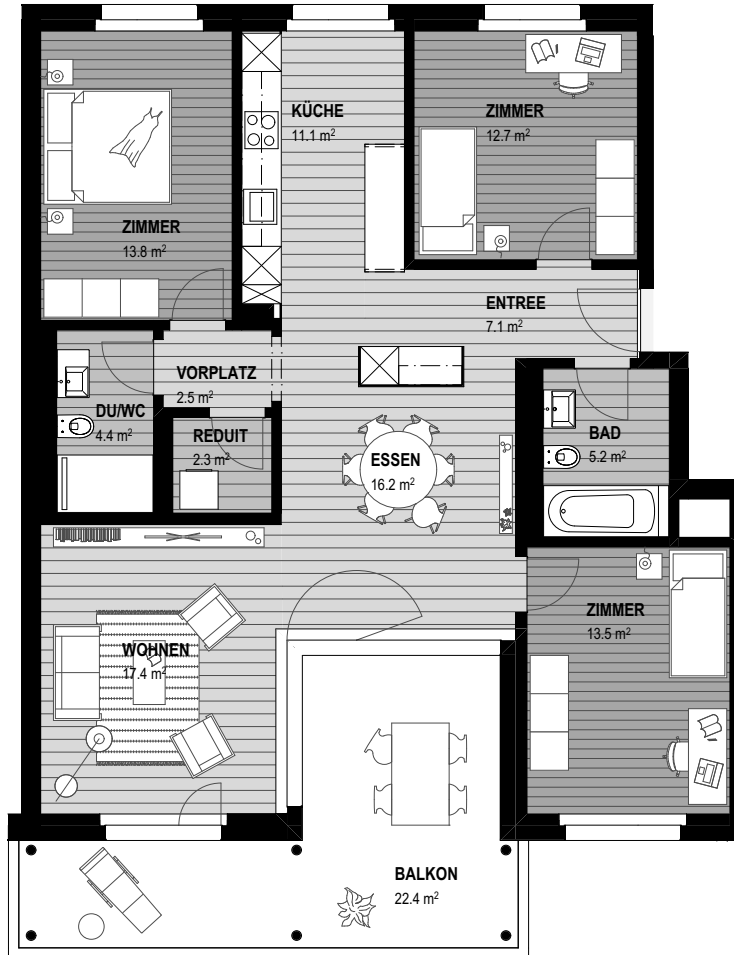 KÜCHE
11.1 m²
ZIMMER
12.7 m²
ZIMMER
13.8 m²
ENTREE
7.1 m²
VORPLATZ
2.5 m²
DU/WC
4.4 m²
REDUIT
2.3 m²
ESSEN
16.2 m²
BAD
5.2 m²
ZIMMER
13.5 m²
WOHNEN
17.4 m²
BALKON
22.4 m²